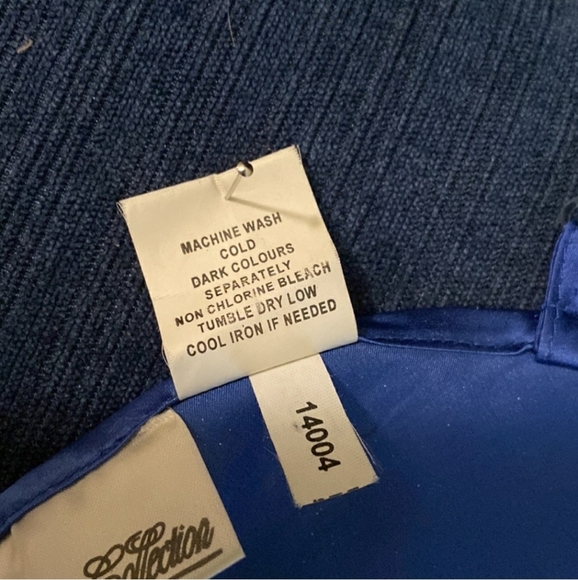 MACHINE WASH
COLD
DARK COLOURS
SEPARATELY
NON CHLORINE BLEACH
TUMBLE DRY LOW
COOL IRON IF NEEDED
14004
Collection